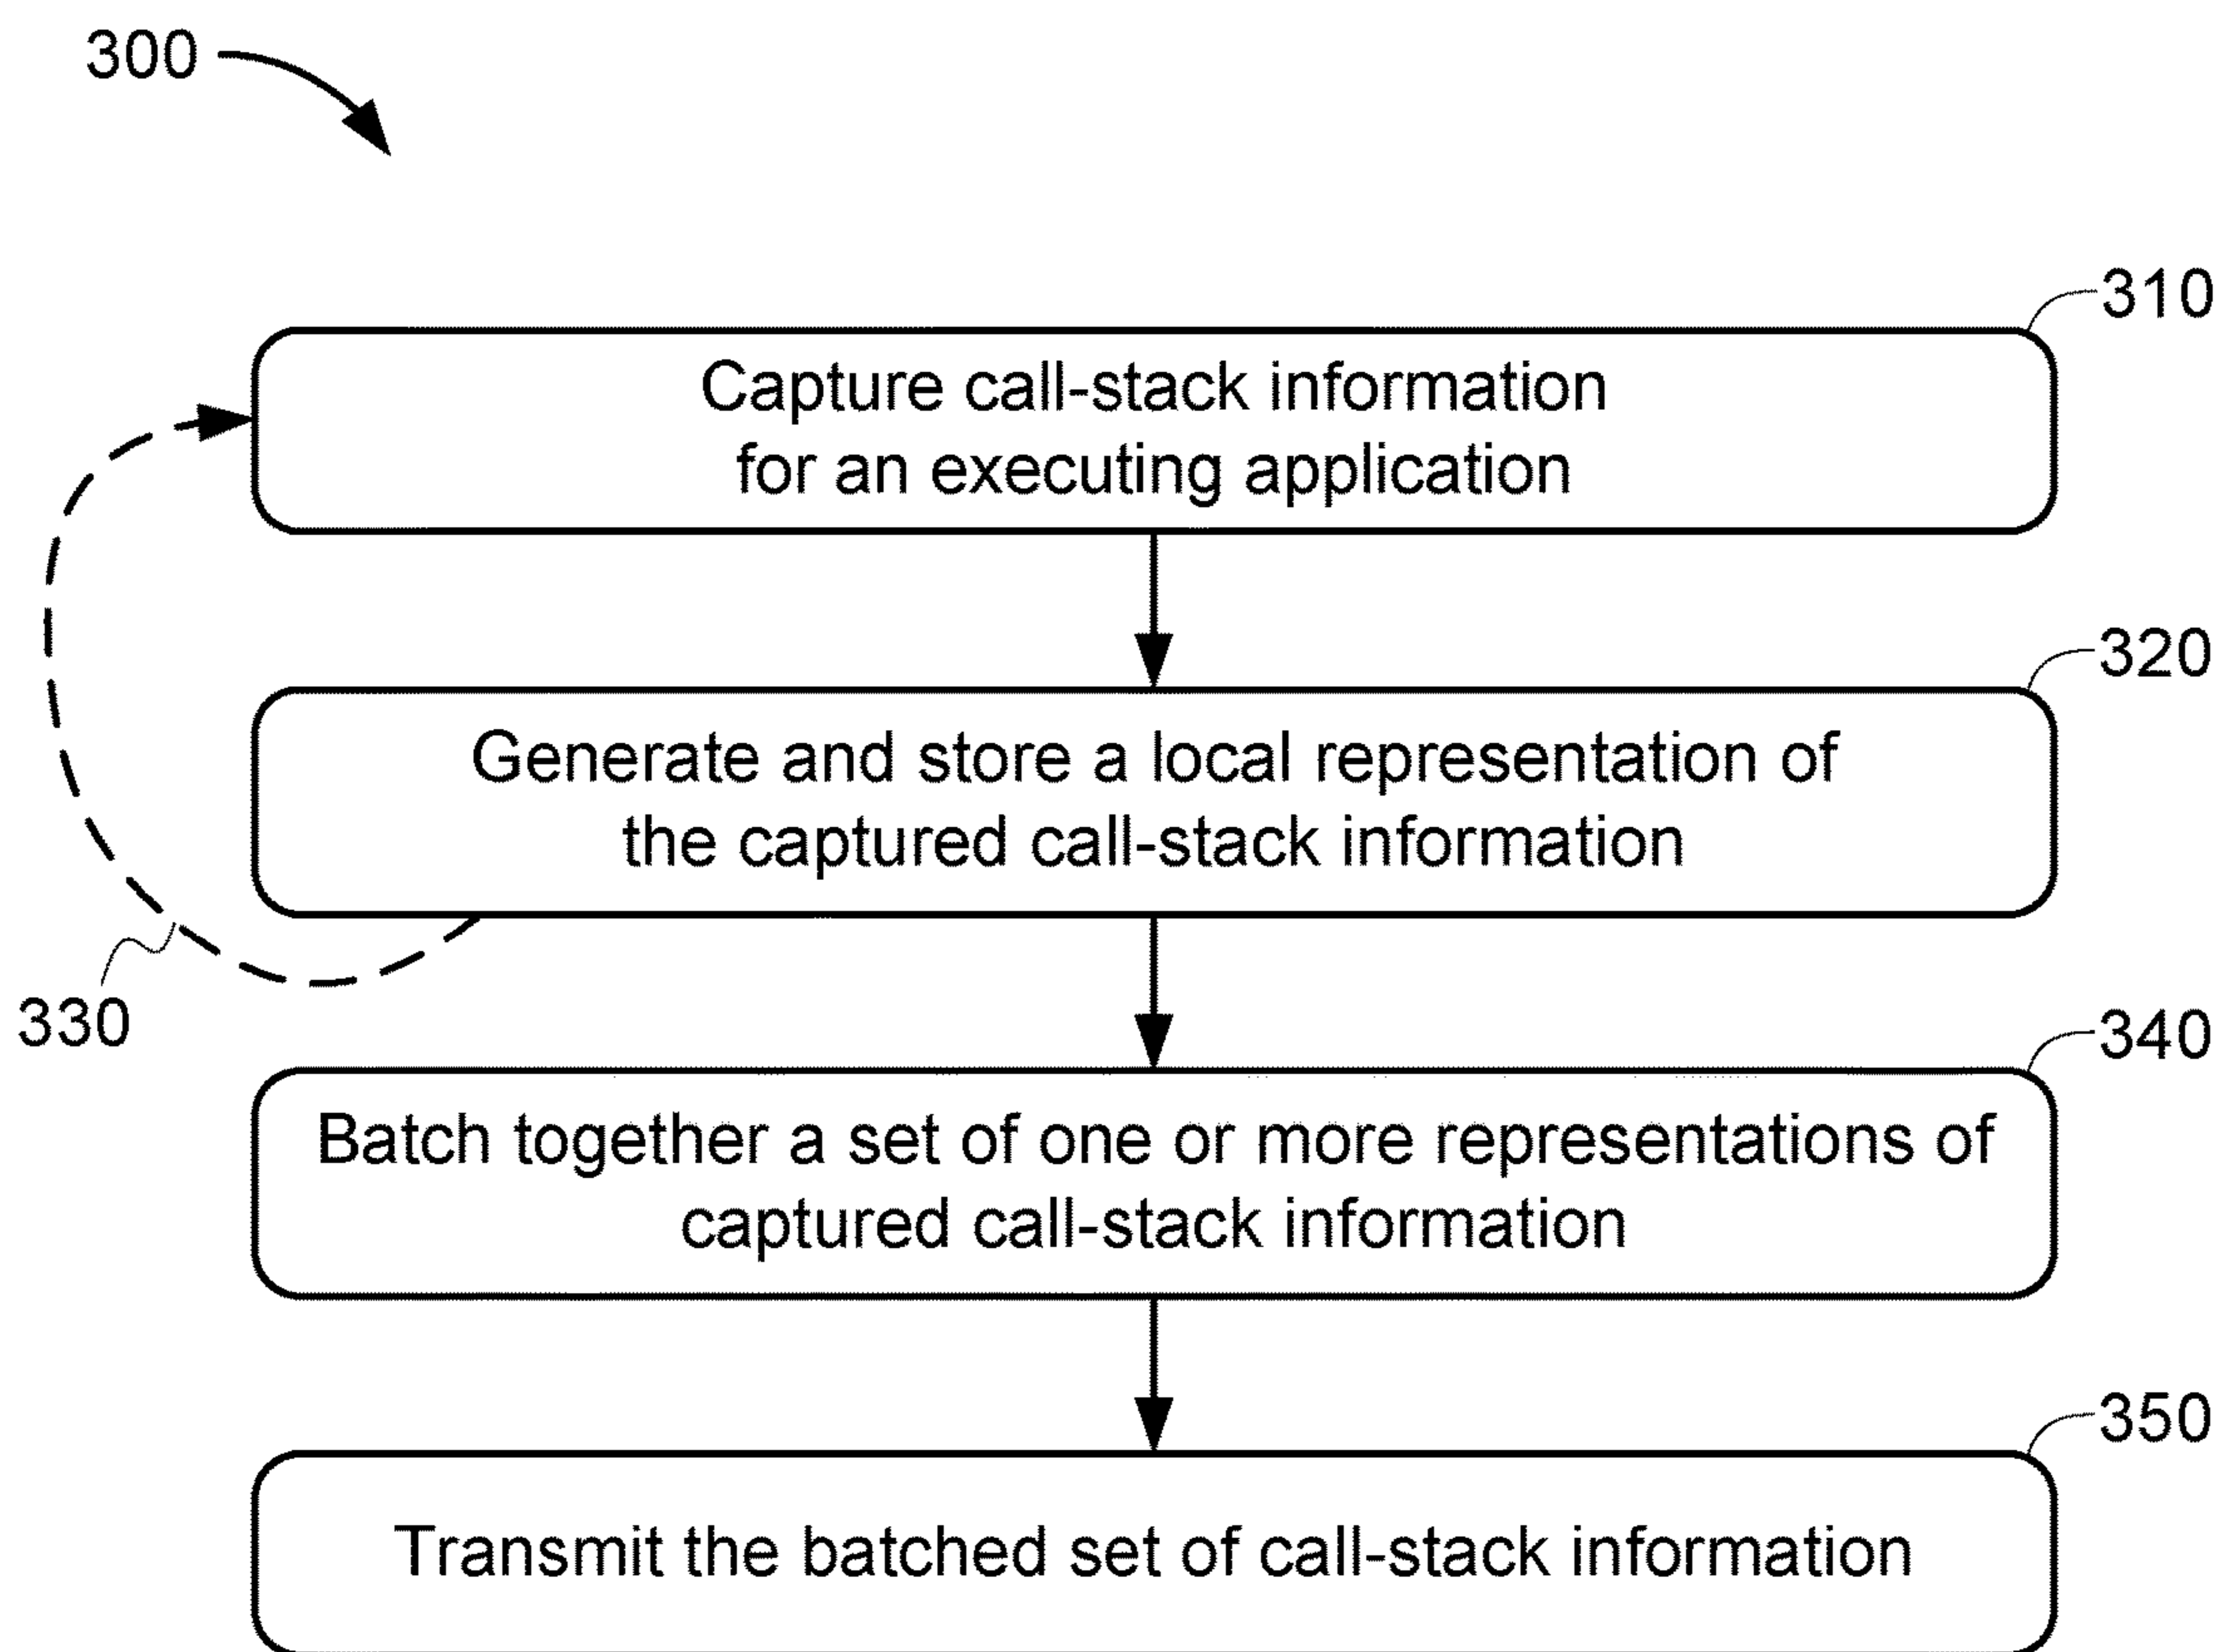 300
310
Capture call-stack information
for an executing application
320
Generate and store a local representation of
the captured call-stack information
330
340
Batch together a set of one or more representations of
captured call-stack information
350
Transmit the batched set of call-stack information